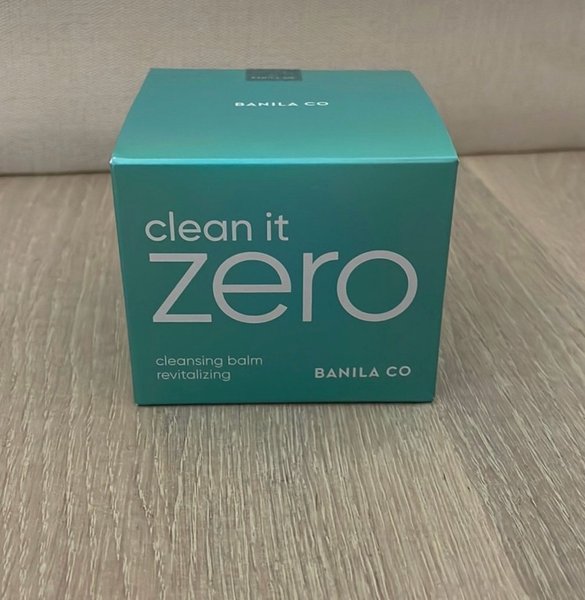 BANILA CO
clean it
zero
cleansing balm
revitalizing
BANILA CO